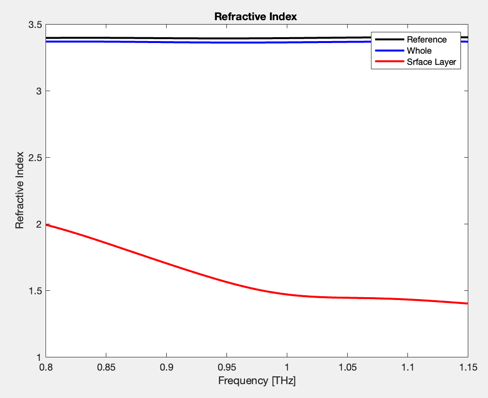 Refractive Index
3.5
3
2.5
2
1.5
1
Refractive Index
Reference
Whole
Srface Layer
0.8
0.85
0.9
0.95
1
1.05
1.1
1.15
Frequency [THz]